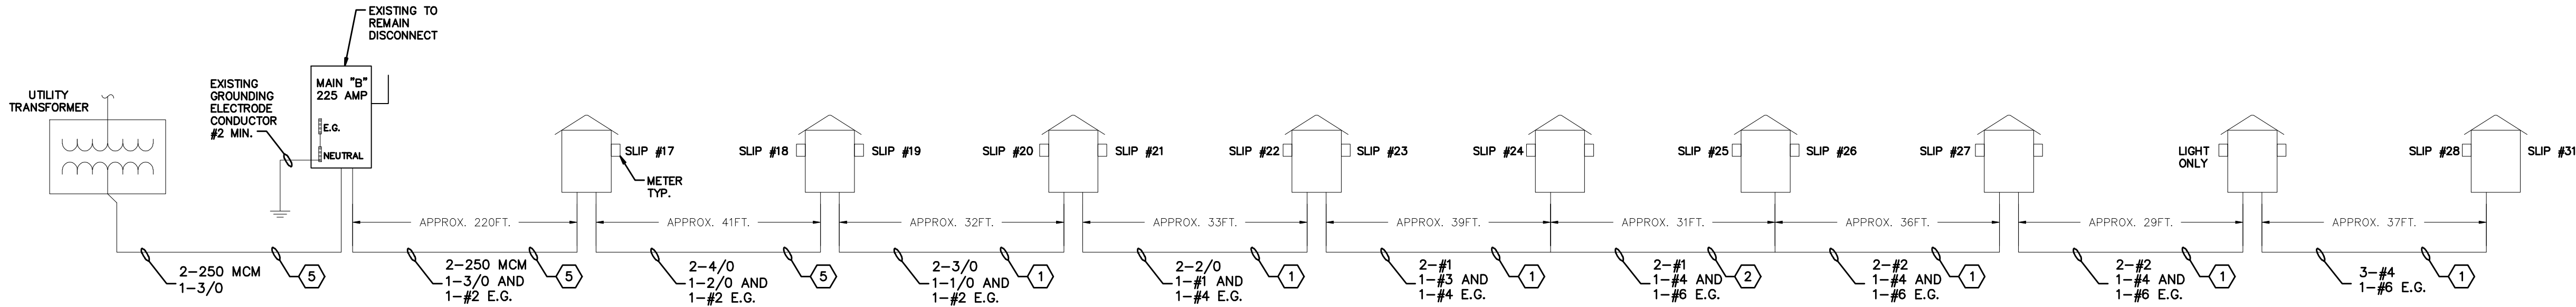 EXISTING TO
REMAIN
DISCONNECT
UTILITY
TRANSFORMER
EXISTING
GROUNDING
ELECTRODE
CONDUCTOR
#2 MIN.
MAIN "B"
225 AMP
E.G.
NEUTRAL
SLIP #17
METER
TYP.
SLIP #18
SLIP #19
SLIP #20
SLIP #21
SLIP #22
SLIP #23
SLIP #24
SLIP #25
SLIP #26
SLIP #27
LIGHT
ONLY
SLIP #28
SLIP #31
APPROX. 220FT.
APPROX. 41FT.
APPROX. 32FT.
APPROX. 33FT.
APPROX. 39FT.
APPROX. 31FT.
APPROX. 36FT.
APPROX. 29FT.
APPROX. 37FT.
2-250 MCM
1-3/0
5
2-250 MCM
1-3/0 AND
1-#2 E.G.
5
2-4/0
1-2/0 AND
1-#2 E.G.
5
2-3/0
1-1/0 AND
1-#2 E.G.
1
2-2/0
1-#1 AND
1-#4 E.G.
1
2-#1
1-#3 AND
1-#4 E.G.
1
2-#1
1-#4 AND
1-#6 E.G.
2
2-#2
1-#4 AND
1-#6 E.G.
1
2-#2
1-#4 AND
1-#6 E.G.
1
3-#4
1-#6 E.G.
1